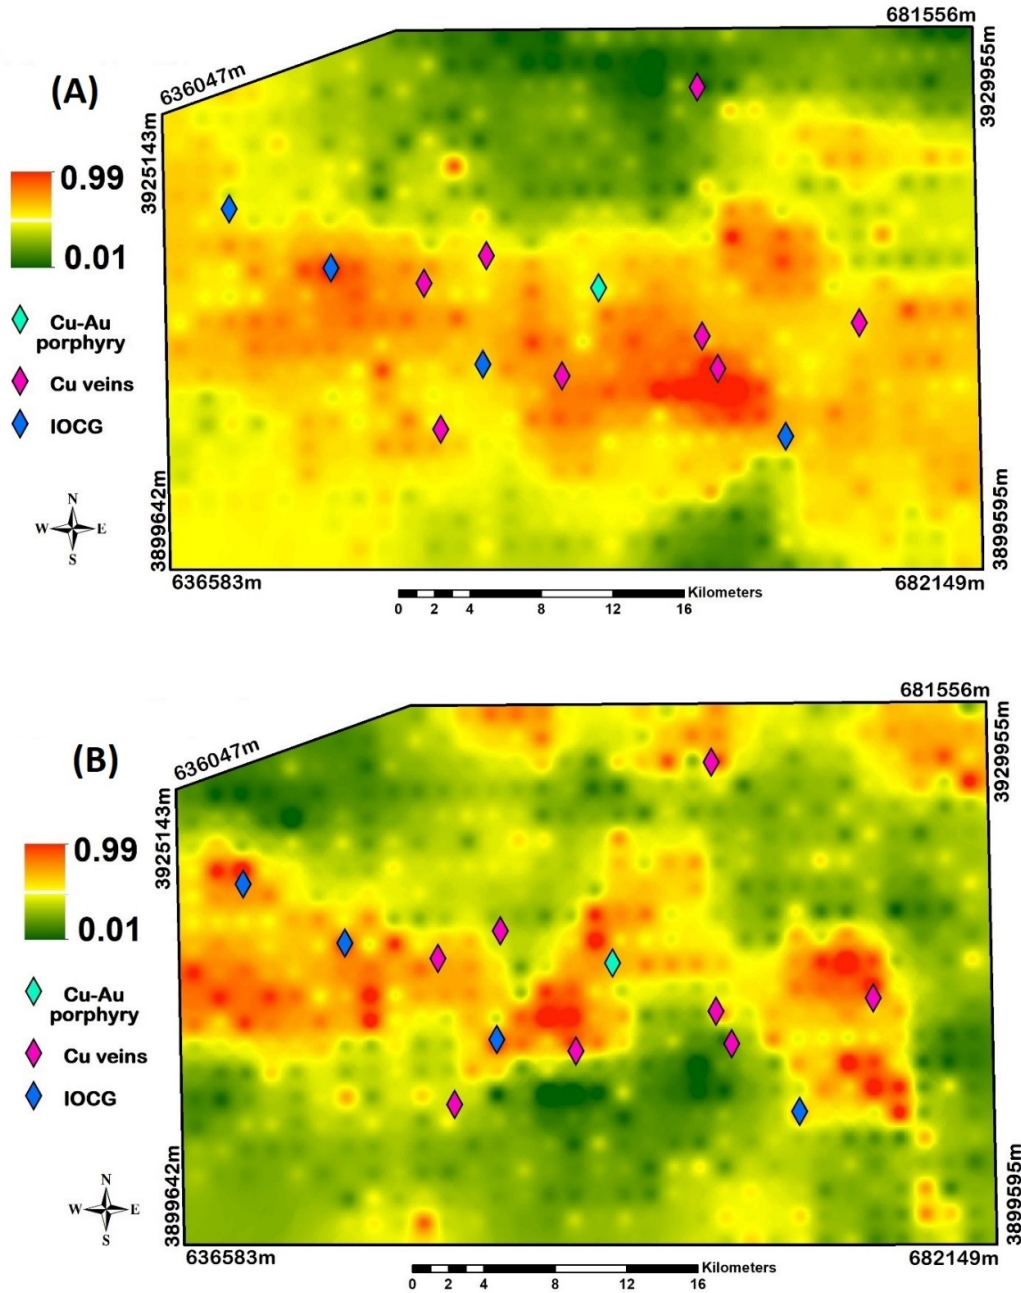 681556m
636047m
(A)
3929955m
3925143m
0.99
0.01
Cu-Au
porphyry
Cu veins
IOCG
N
W E
S
3899642m
3899595m
636583m
682149m
Kilometers
0 2 4 8 12 16
681556m
636047m
(B)
3929955m
3925143m
0.99
0.01
Cu-Au
porphyry
Cu veins
IOCG
N
W E
S
3899642m
3899595m
636583m
682149m
Kilometers
0 2 4 8 12 16